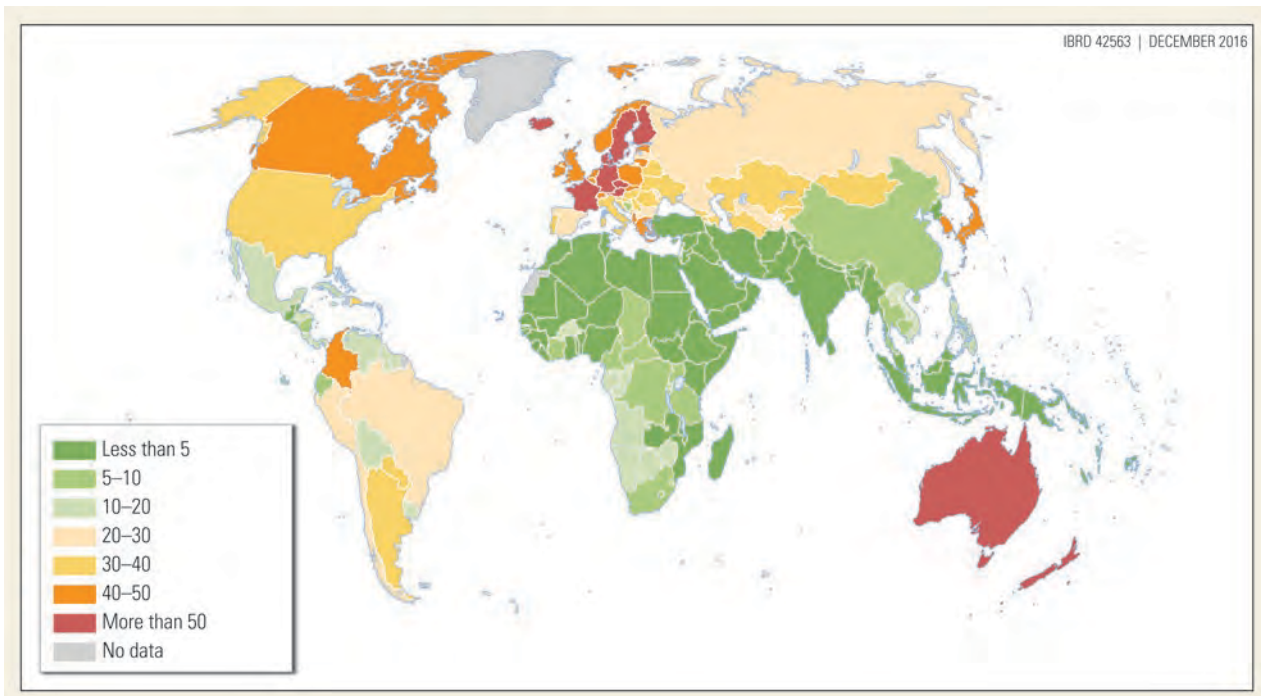 IBRD 42563 | DECEMBER 2016
Less than 5
5–10
10–20
20–30
30–40
40–50
More than 50
No data